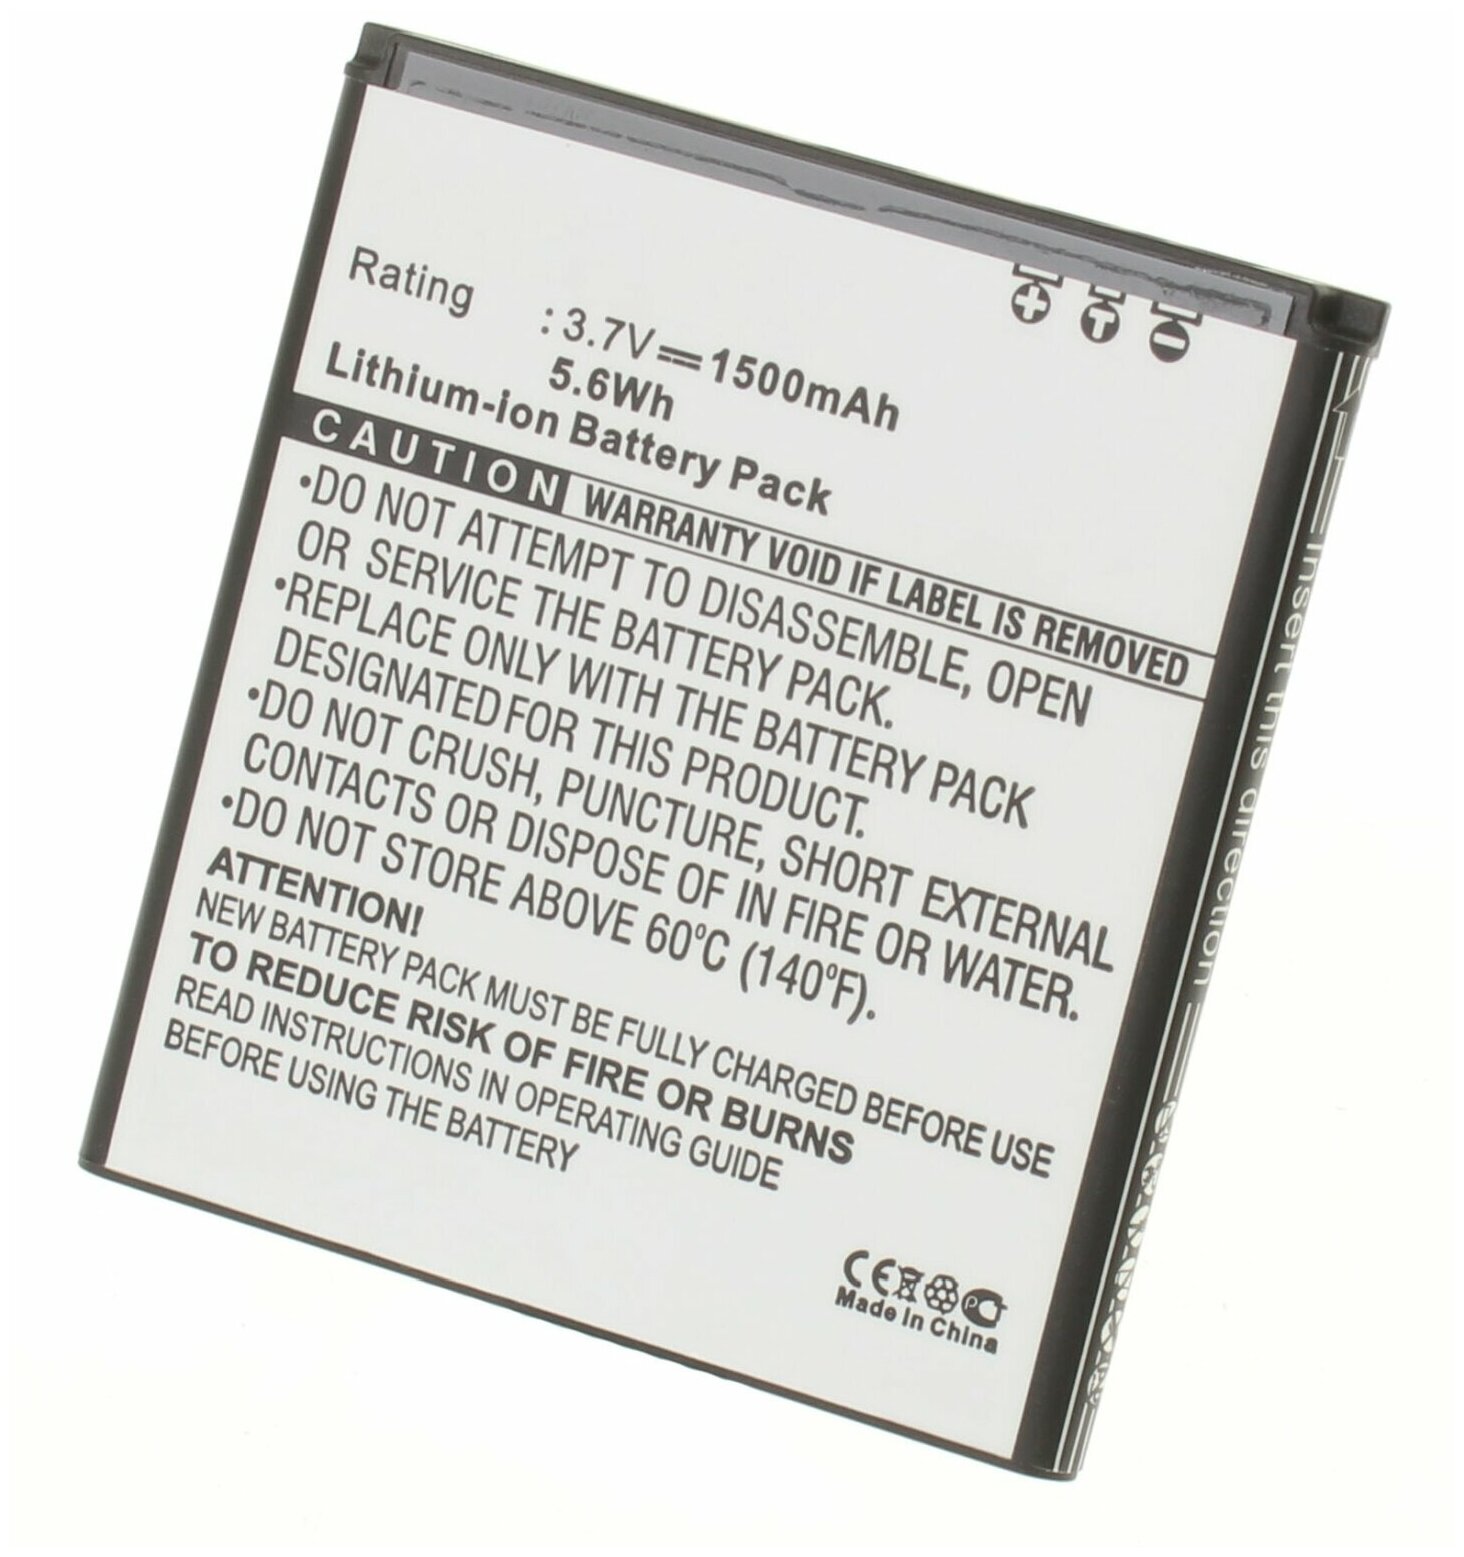 Rating : 3.7V 1500mAh
5.6Wh
Lithium-ion Battery Pack
CAUTION WARRANTY VOID IF LABEL IS REMOVED
•DO NOT ATTEMPT TO DISASSEMBLE, OPEN
OR SERVICE THE BATTERY PACK.
•REPLACE ONLY WITH THE BATTERY PACK
DESIGNATED FOR THIS PRODUCT.
•DO NOT CRUSH, PUNCTURE, SHORT EXTERNAL
CONTACTS OR DISPOSE OF IN FIRE OR WATER.
•DO NOT STORE ABOVE 60°C (140°F).
ATTENTION!
NEW BATTERY PACK MUST BE FULLY CHARGED BEFORE USE
TO REDUCE RISK OF FIRE OR BURNS
READ INSTRUCTIONS IN OPERATING GUIDE
BEFORE USING THE BATTERY
CE
Made in China
Insert this direction